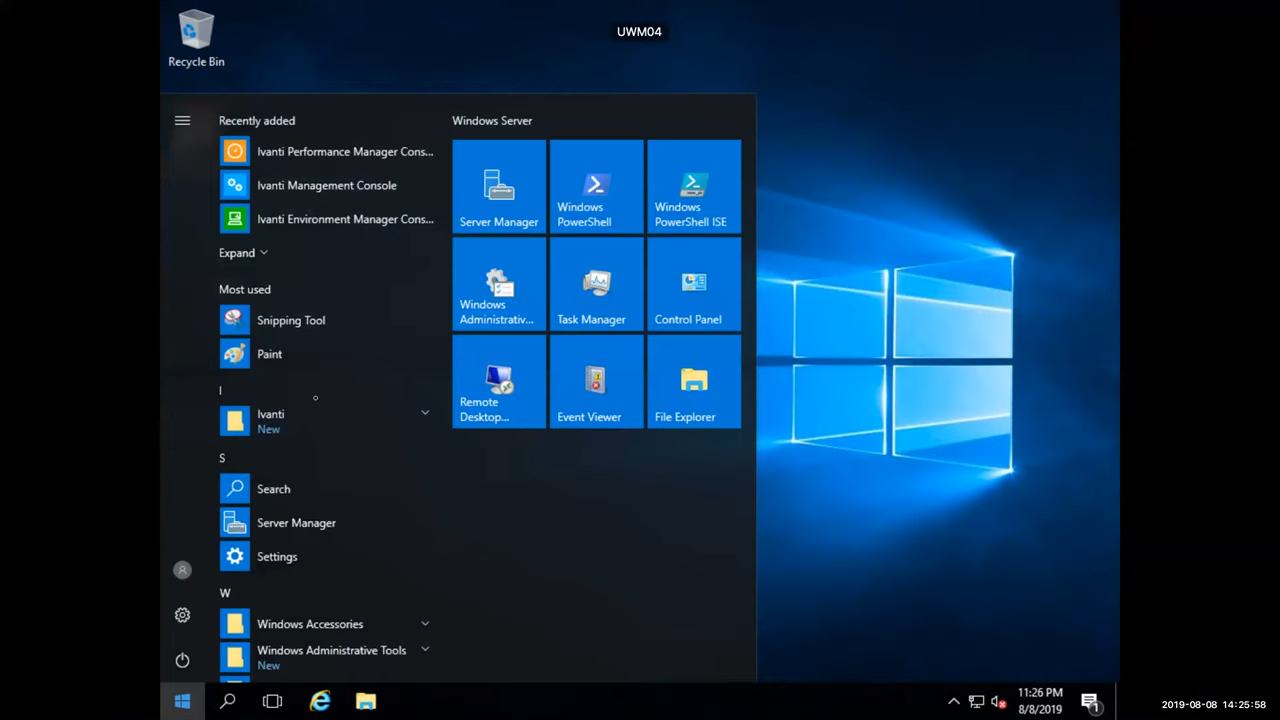 UWM04
Recycle Bin
Recently added
Ivanti Performance Manager Cons...
Ivanti Management Console
Ivanti Environment Manager Cons...
Expand
Most used
Snipping Tool
Paint
I
Ivanti
New
S
Search
Server Manager
Settings
W
Windows Accessories
Windows Administrative Tools
New
Windows Server
Server Manager
Windows
PowerShell
Windows
PowerShell ISE
Windows
Administrativ...
Task Manager
Control Panel
Remote
Desktop...
Event Viewer
File Explorer
11:26 PM
8/8/2019
1
2019-08-08 14:25:58